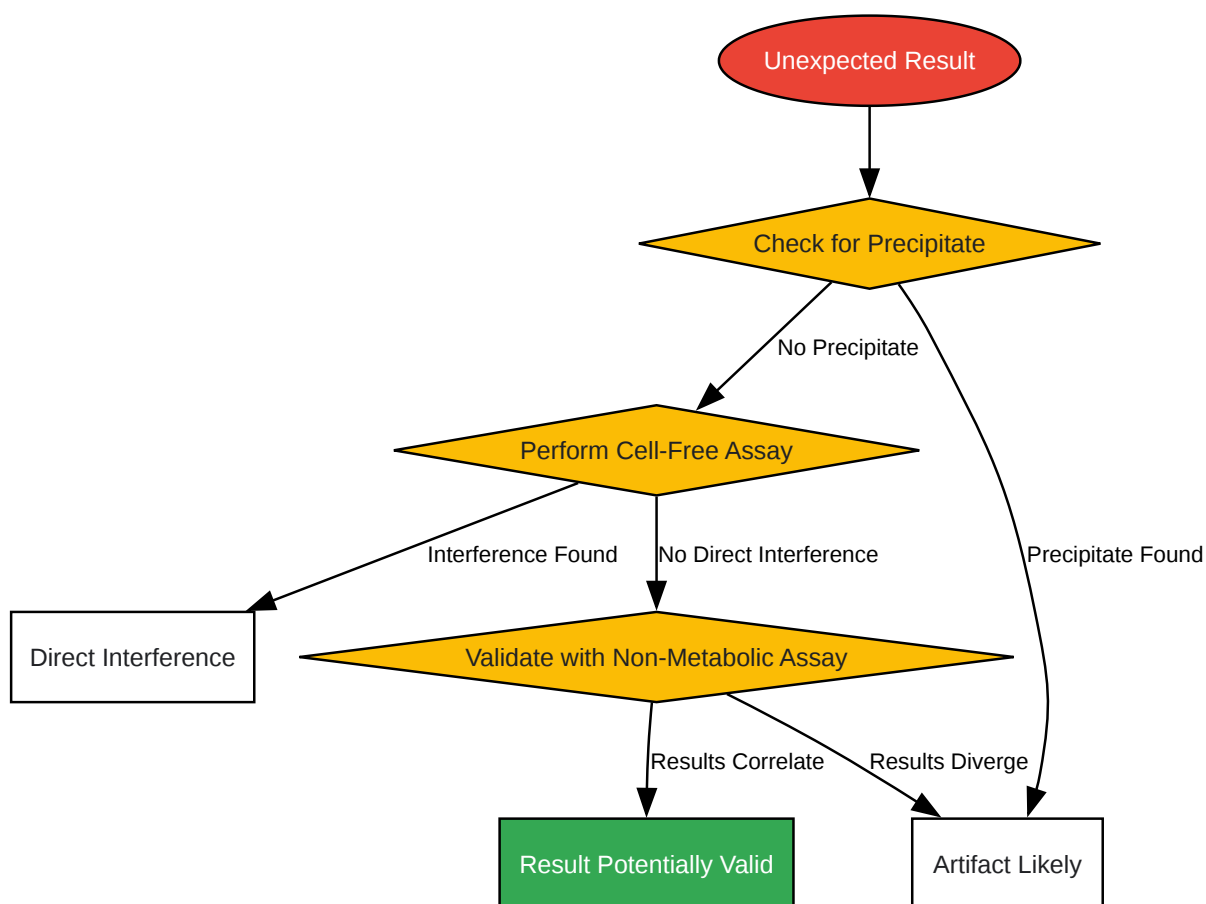 Unexpected Result
Check for Precipitate
No Precipitate
Perform Cell-Free Assay
Interference Found
No Direct Interference
Precipitate Found
Direct Interference
Validate with Non-Metabolic Assay
Results Correlate
Results Diverge
Result Potentially Valid
Artifact Likely